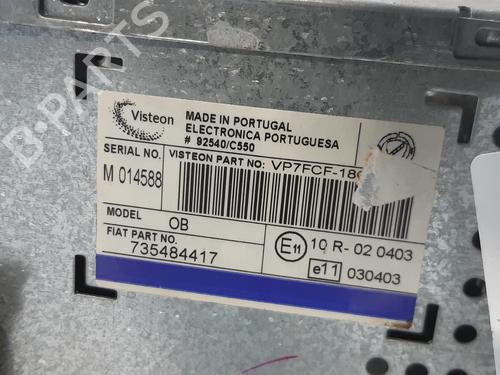 B-PARTS
Visteon
MADE IN PORTUGAL
ELECTRONICA PORTUGUESA
# 92540/C550
SERIAL NO.
M 014588
VISTEON PART NO: VP7FCF-18
MODEL OB
FIAT PART NO.
735484417
E11 10 R- 02 0403
e11 030403